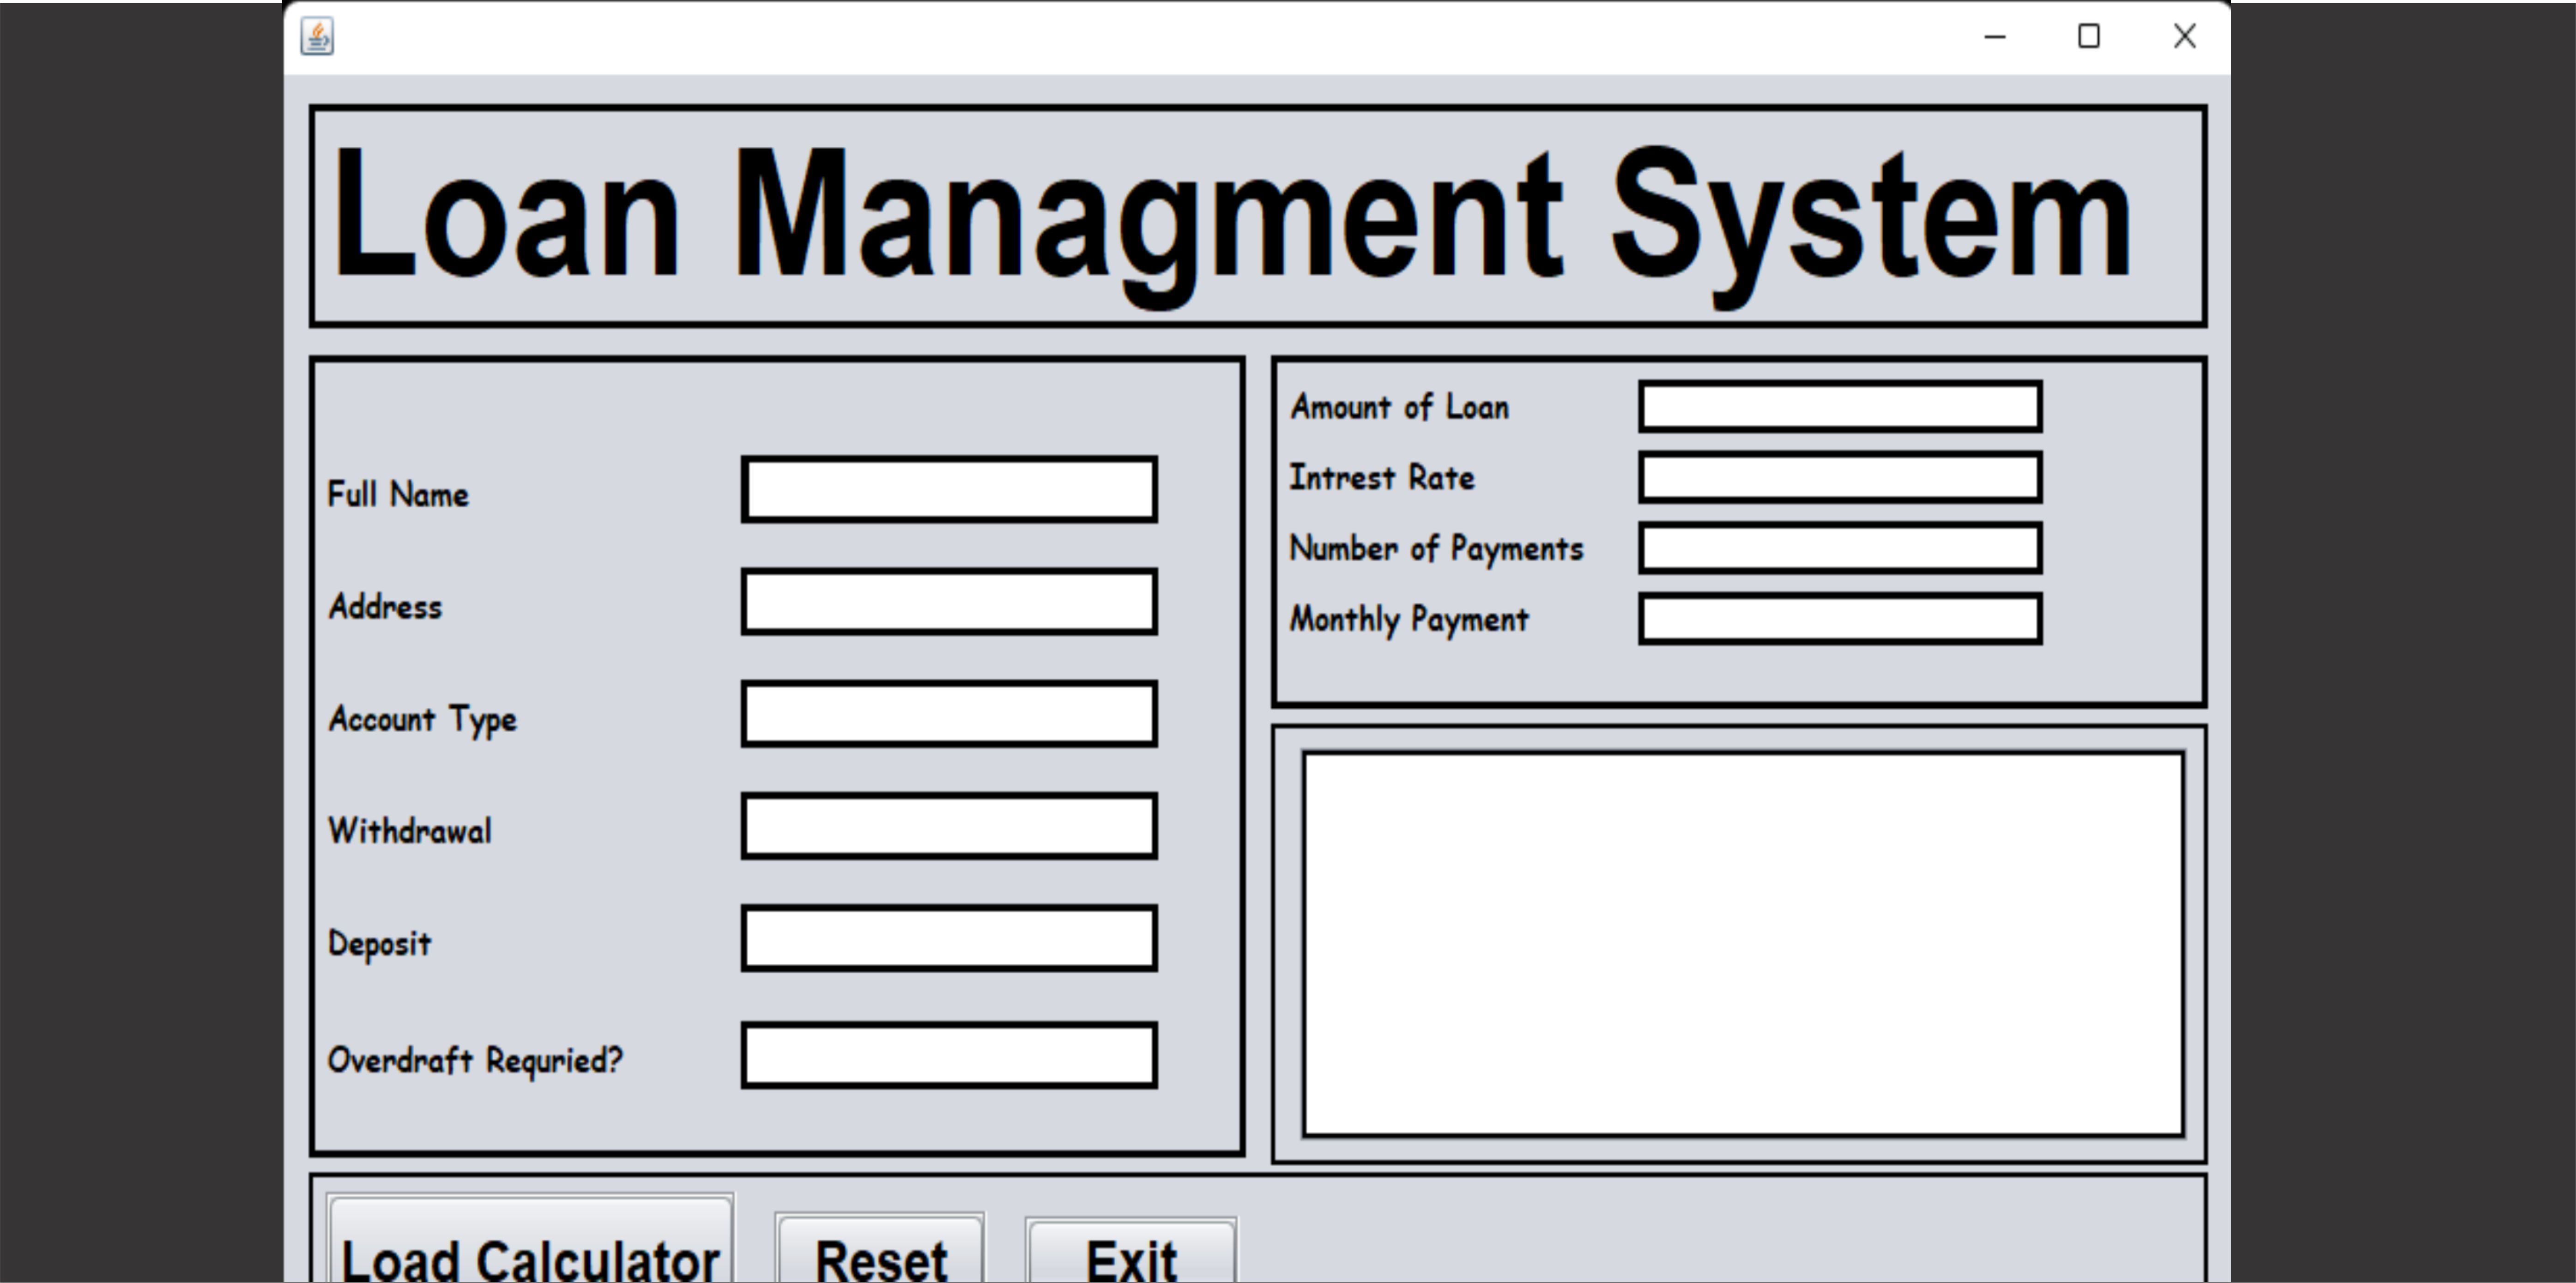 Loan Managment System
Full Name
Address
Account Type
Withdrawal
Deposit
Overdraft Requried?
Amount of Loan
Intrest Rate
Number of Payments
Monthly Payment
Load Calculator
Reset
Exit